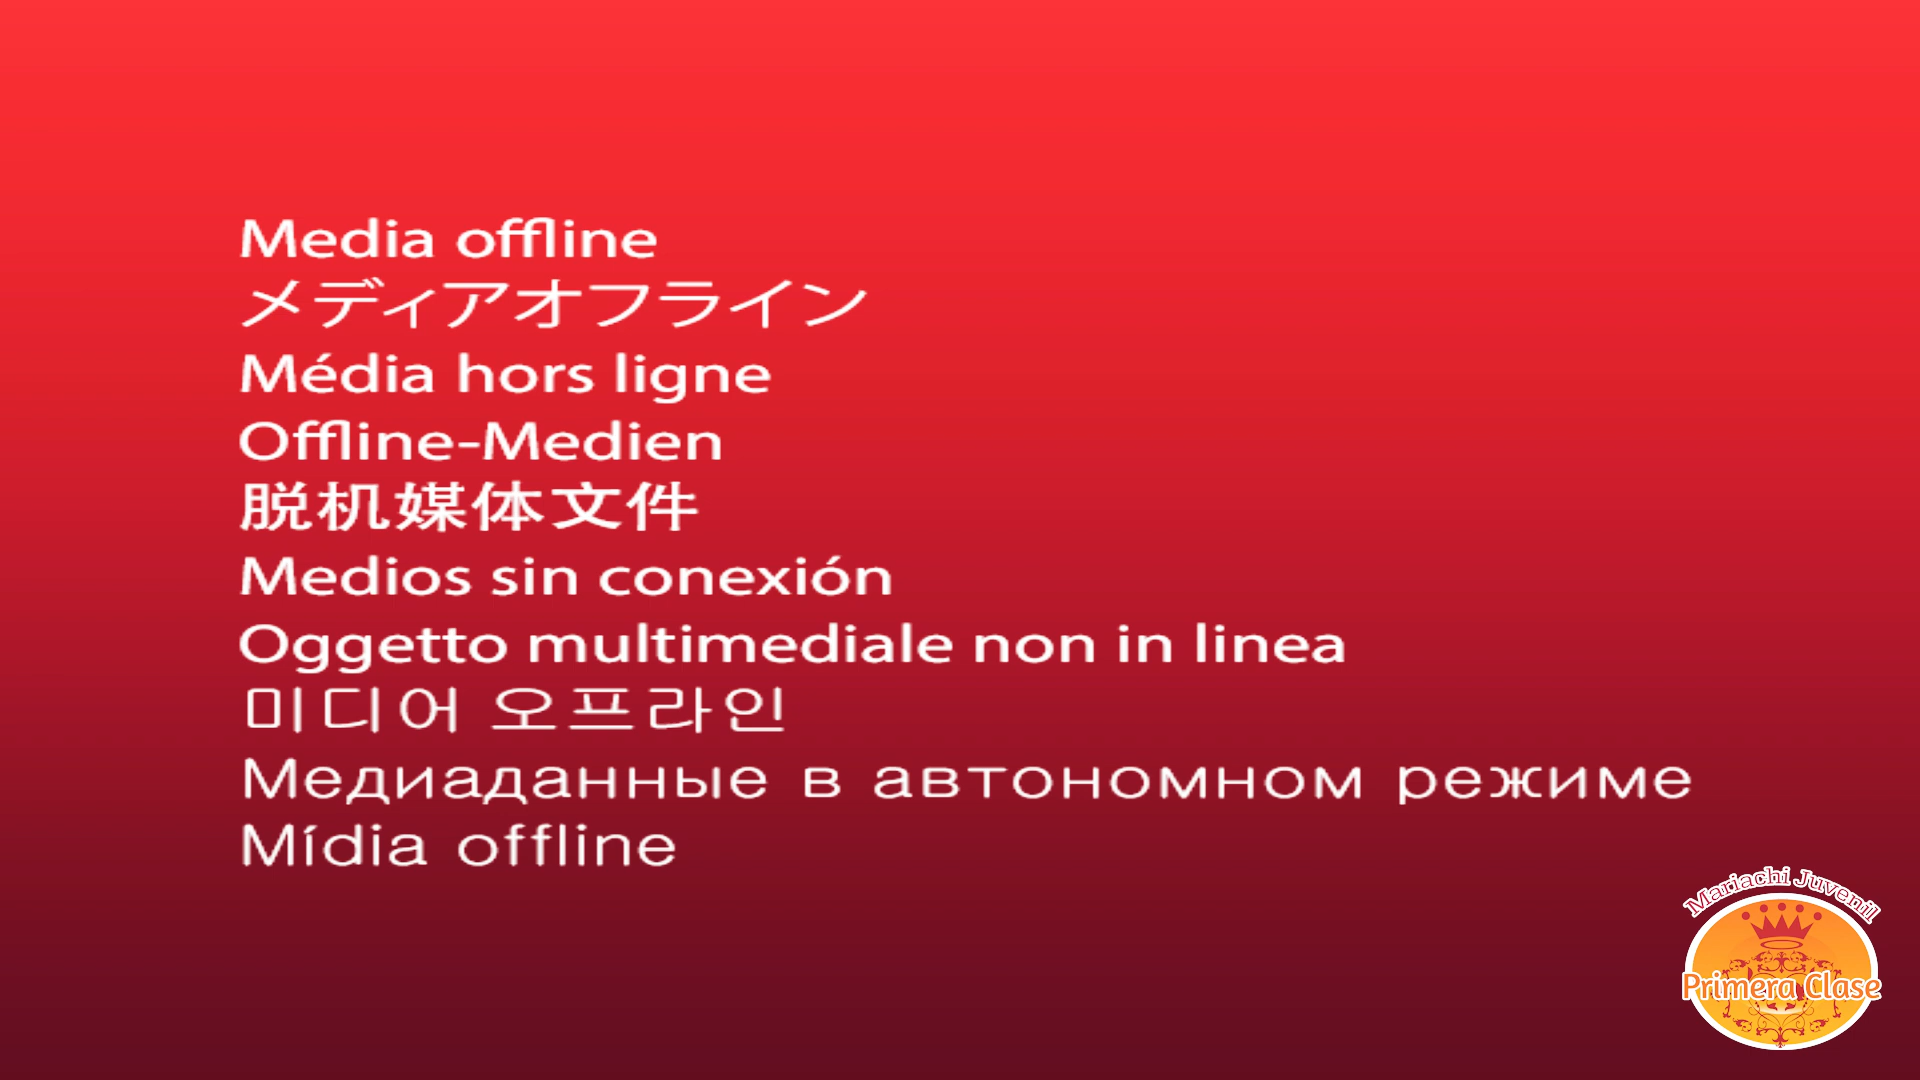 Media offline
メディアオフライン
Média hors ligne
Offline-Medien
脱机媒体文件
Medios sin conexión
Oggetto multimediale non in linea
미디어 오프라인
Медиаданные в автономном режиме
Mídia offline
Mariachi Juvenil
Primera Clase